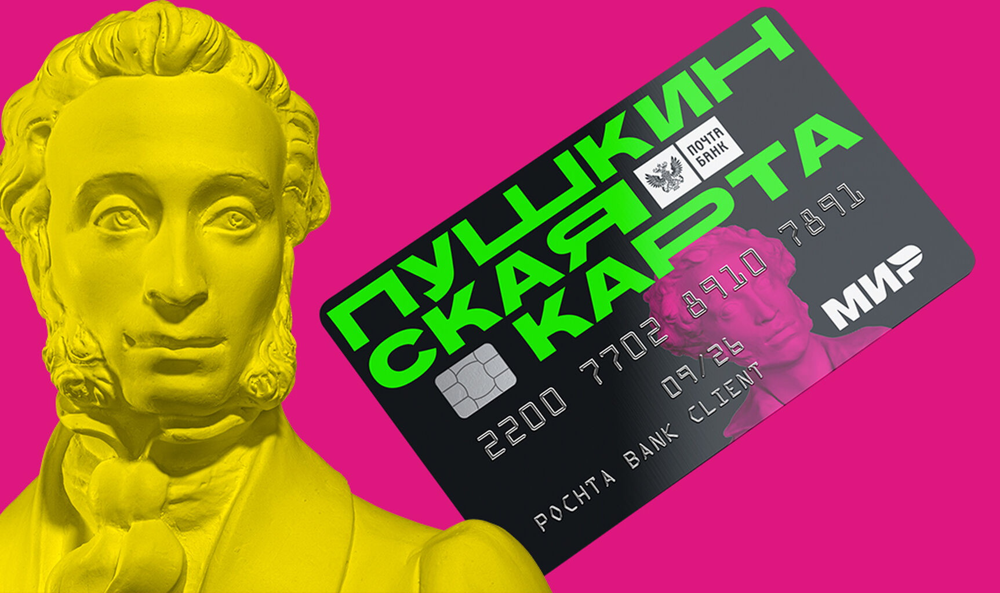 ПУШКИН
СКАЯ
КАРТА
ПОЧТА
БАНК
2200 7702 8910 7891
09/26
POCHTA BANK CLIENT
МИР